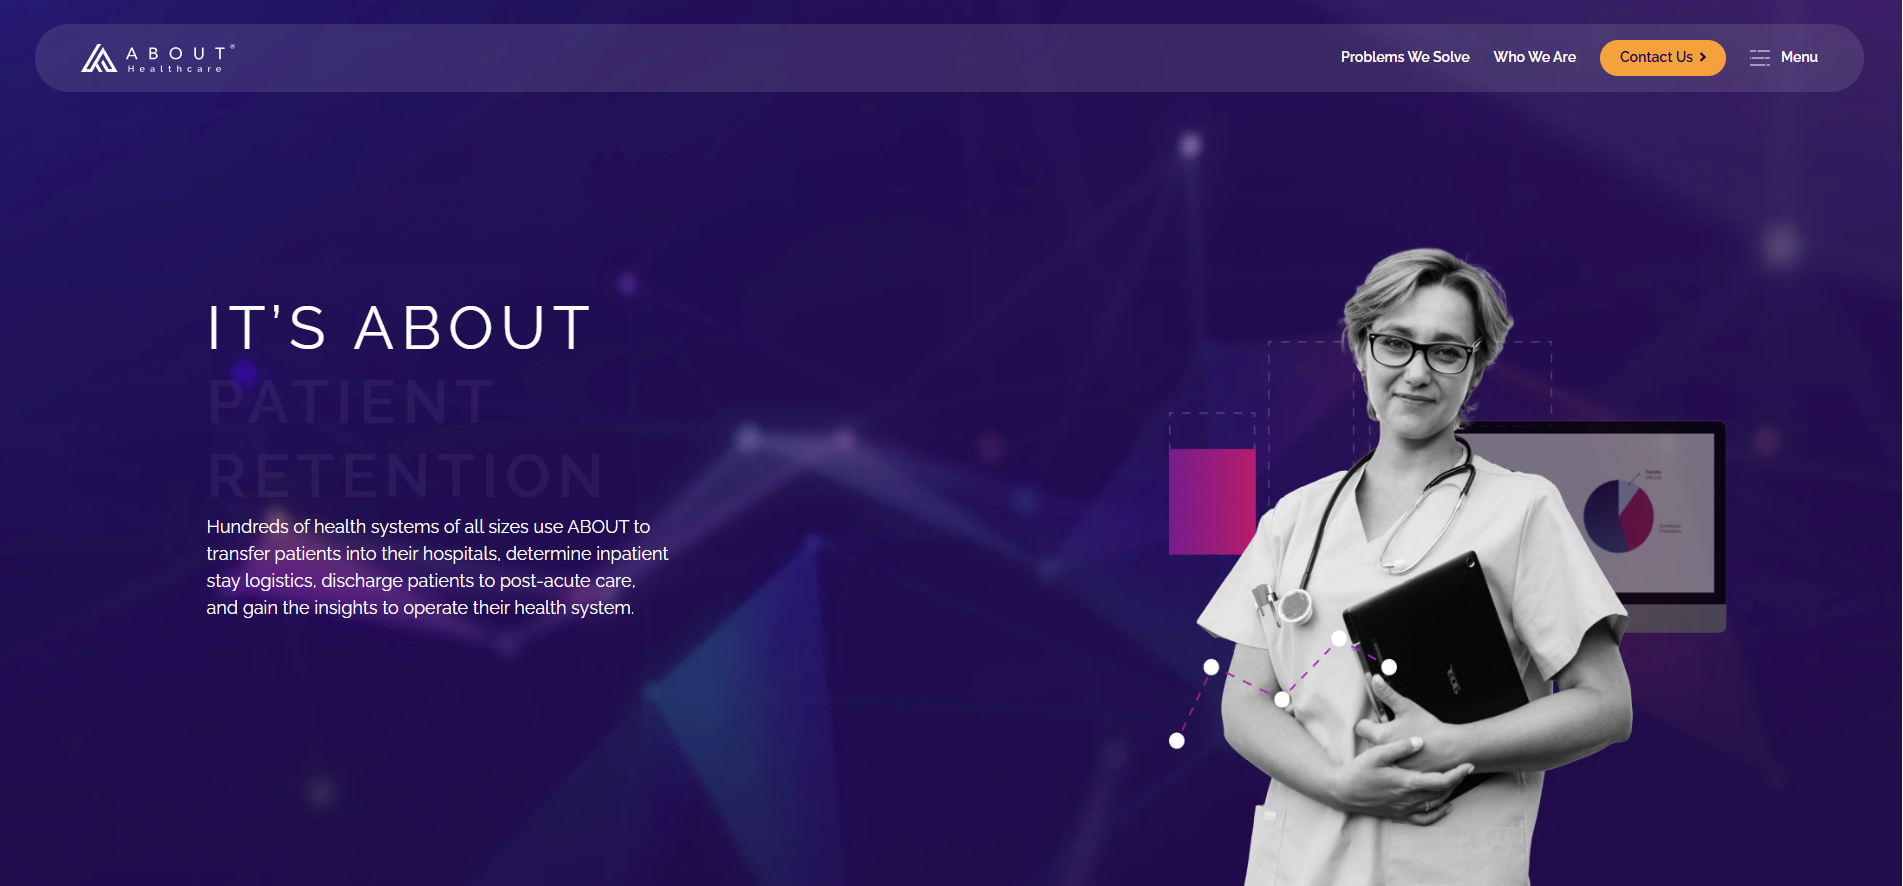 ABOUT®
Healthcare
Problems We Solve
Who We Are
Contact Us
Menu
IT'S ABOUT
PATIENT
RETENTION
Hundreds of health systems of all sizes use ABOUT to
transfer patients into their hospitals, determine inpatient
stay logistics, discharge patients to post-acute care,
and gain the insights to operate their health system.